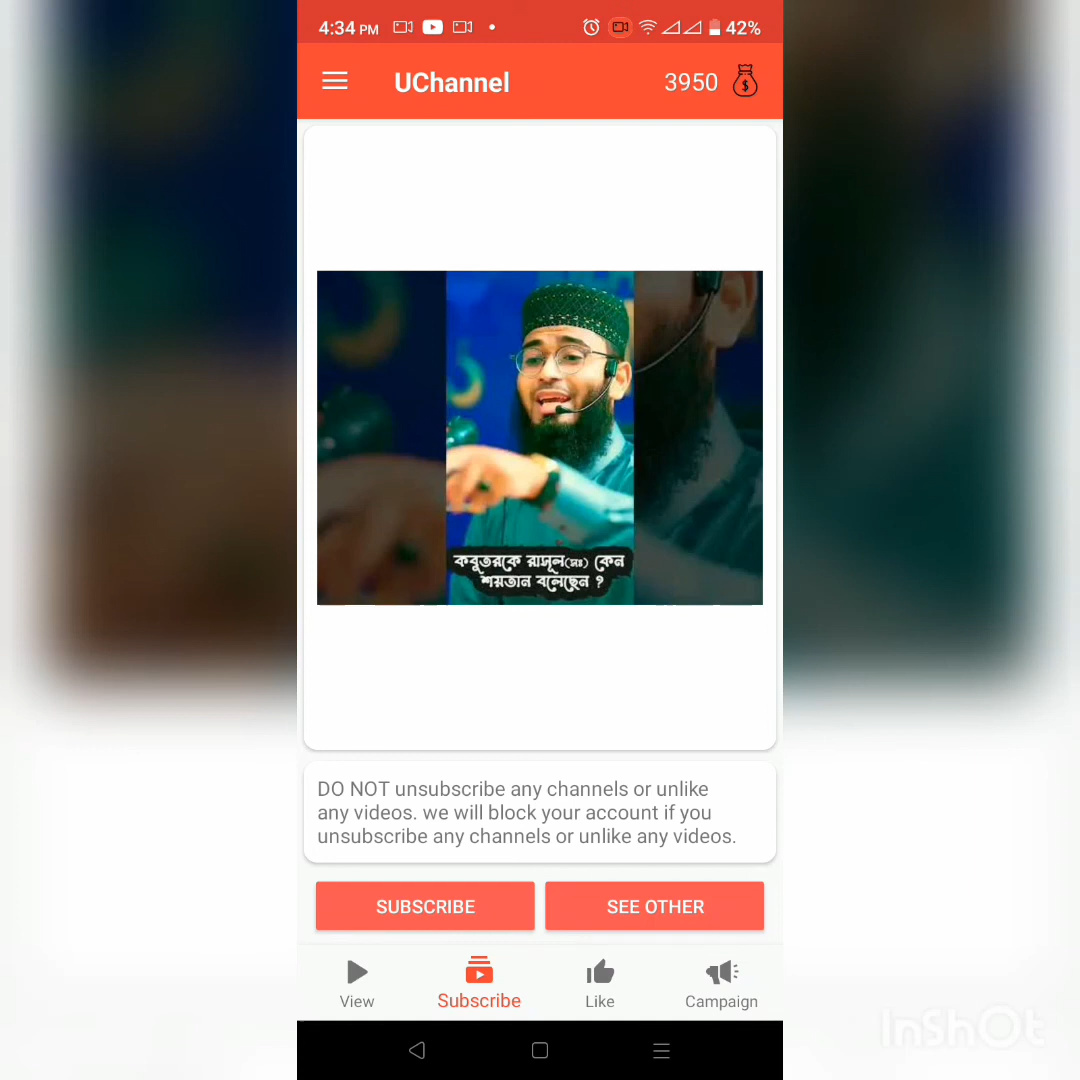 4:34 PM
42%
UChannel
3950
কবুতরকে রাসূল(সঃ) কেন
শয়তান বলেছেন ?
DO NOT unsubscribe any channels or unlike
any videos. we will block your account if you
unsubscribe any channels or unlike any videos.
SUBSCRIBE
SEE OTHER
View
Subscribe
Like
Campaign
InShOt